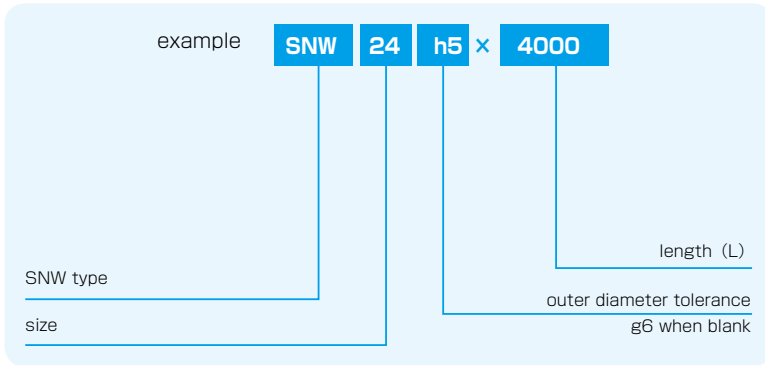 example SNW 24 h5 × 4000
length（L）
SNW type
outer diameter tolerance
size
g6 when blank